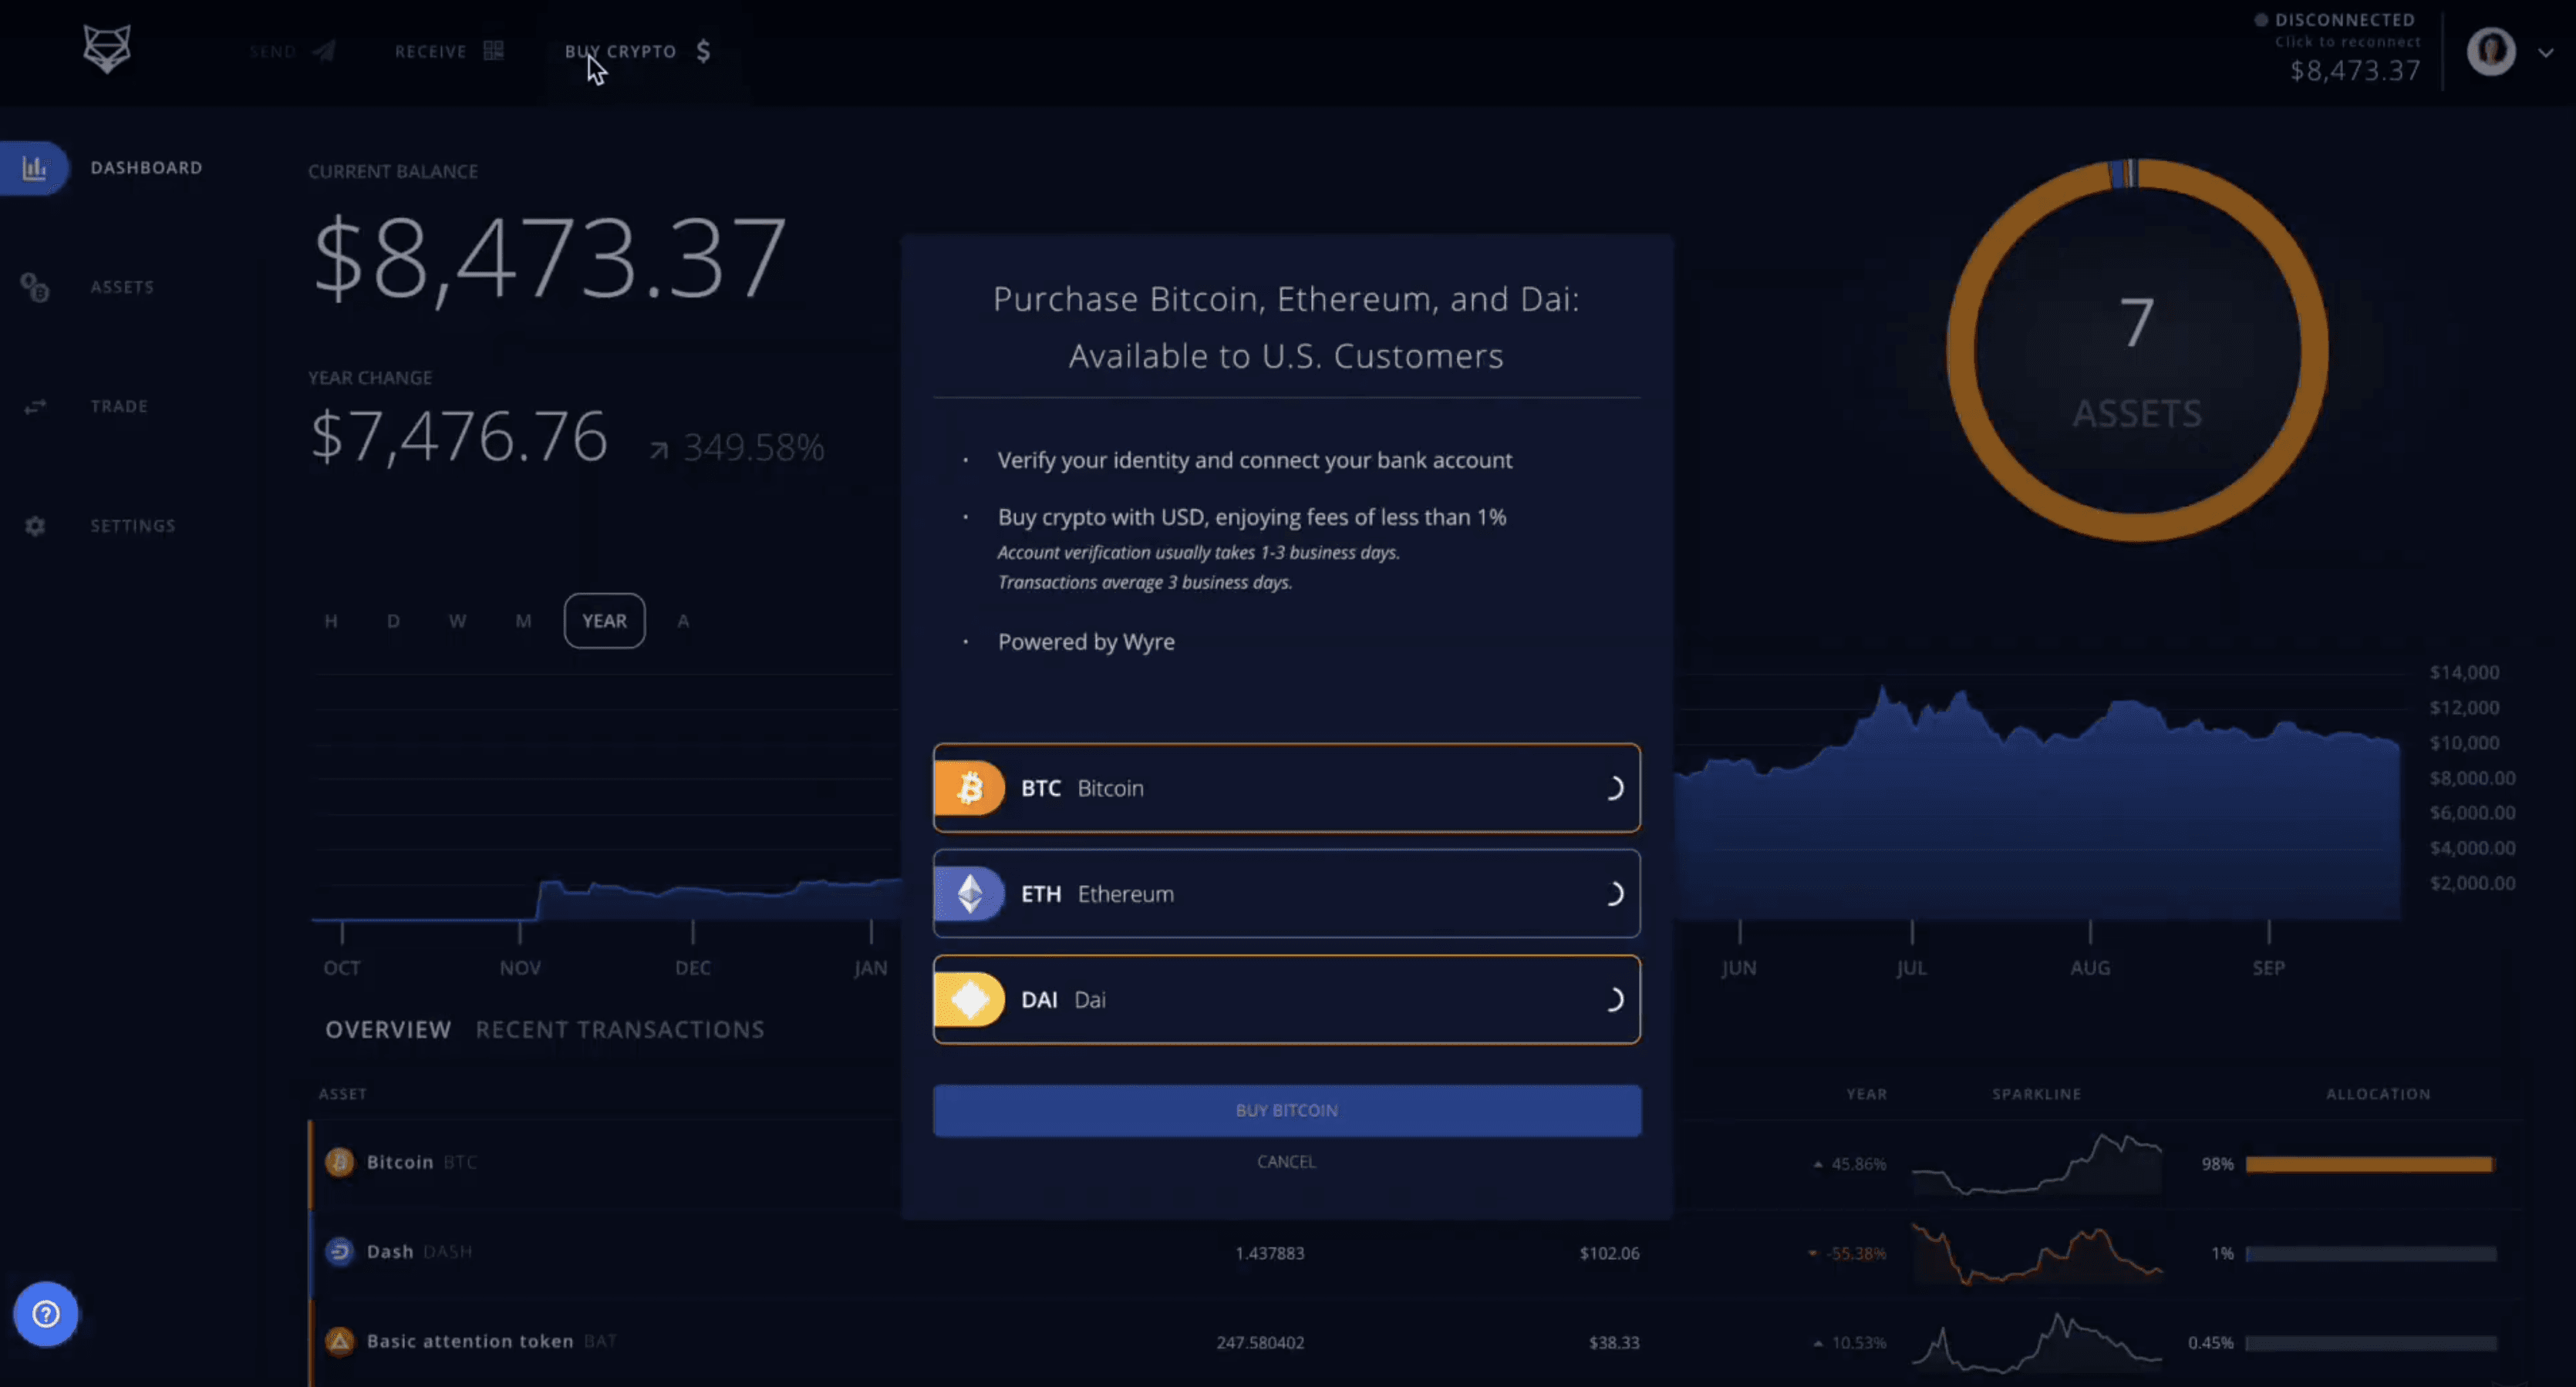 SEND
RECEIVE
BUY CRYPTO $
DISCONNECTED
Click to reconnect
$8,473.37
DASHBOARD
ASSETS
TRADE
SETTINGS
CURRENT BALANCE
$8,473.37
YEAR CHANGE
$7,476.76 349.58%
7
ASSETS
H D W M YEAR A
Purchase Bitcoin, Ethereum, and Dai:
Available to U.S. Customers
· Verify your identity and connect your bank account
· Buy crypto with USD, enjoying fees of less than 1%
Account verification usually takes 1-3 business days.
Transactions average 3 business days.
· Powered by Wyre
BTC Bitcoin
ETH Ethereum
DAI Dai
BUY BITCOIN
CANCEL
$14,000
$12,000
$10,000
$8,000.00
$6,000.00
$4,000.00
$2,000.00
OCT NOV DEC JAN JUN JUL AUG SEP
OVERVIEW RECENT TRANSACTIONS
ASSET YEAR SPARKLINE ALLOCATION
Bitcoin BTC 45.86% 98%
Dash DASH 1.437883 $102.06 -55.38% 1%
Basic attention token BAT 247.580402 $38.33 10.53% 0.45%